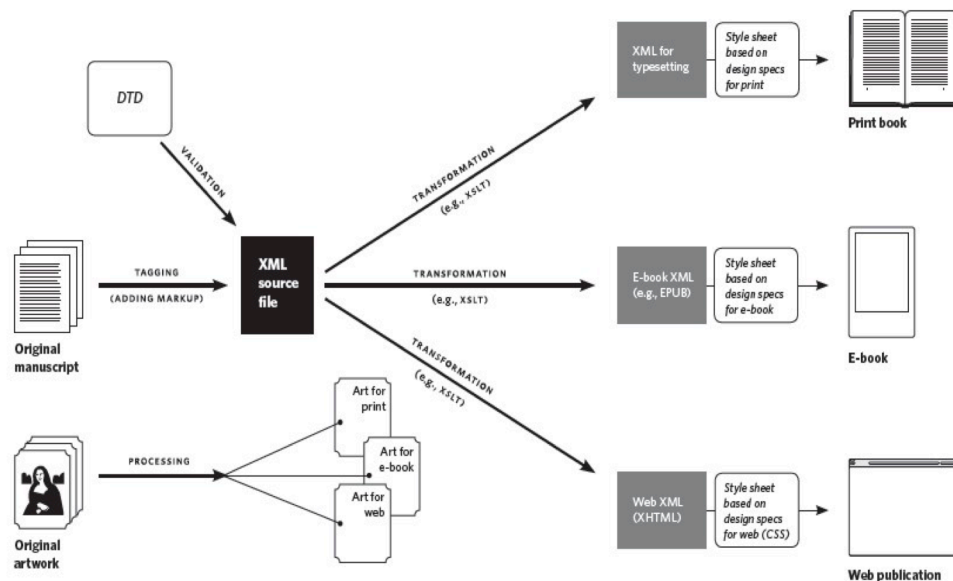 DTD
VALIDATION
Original
manuscript
TAGGING
(ADDING MARKUP)
XML
source
file
TRANSFORMATION
(e.g., XSLT)
XML for
typesetting
Style sheet
based on
design specs
for print
Print book
TRANSFORMATION
(e.g., XSLT)
E-book XML
(e.g., EPUB)
Style sheet
based on
design specs
for e-book
E-book
TRANSFORMATION
(e.g., XSLT)
Web XML
(XHTML)
Style sheet
based on
design specs
for web (CSS)
Web publication
Original
artwork
PROCESSING
Art for
print
Art for
e-book
Art for
web